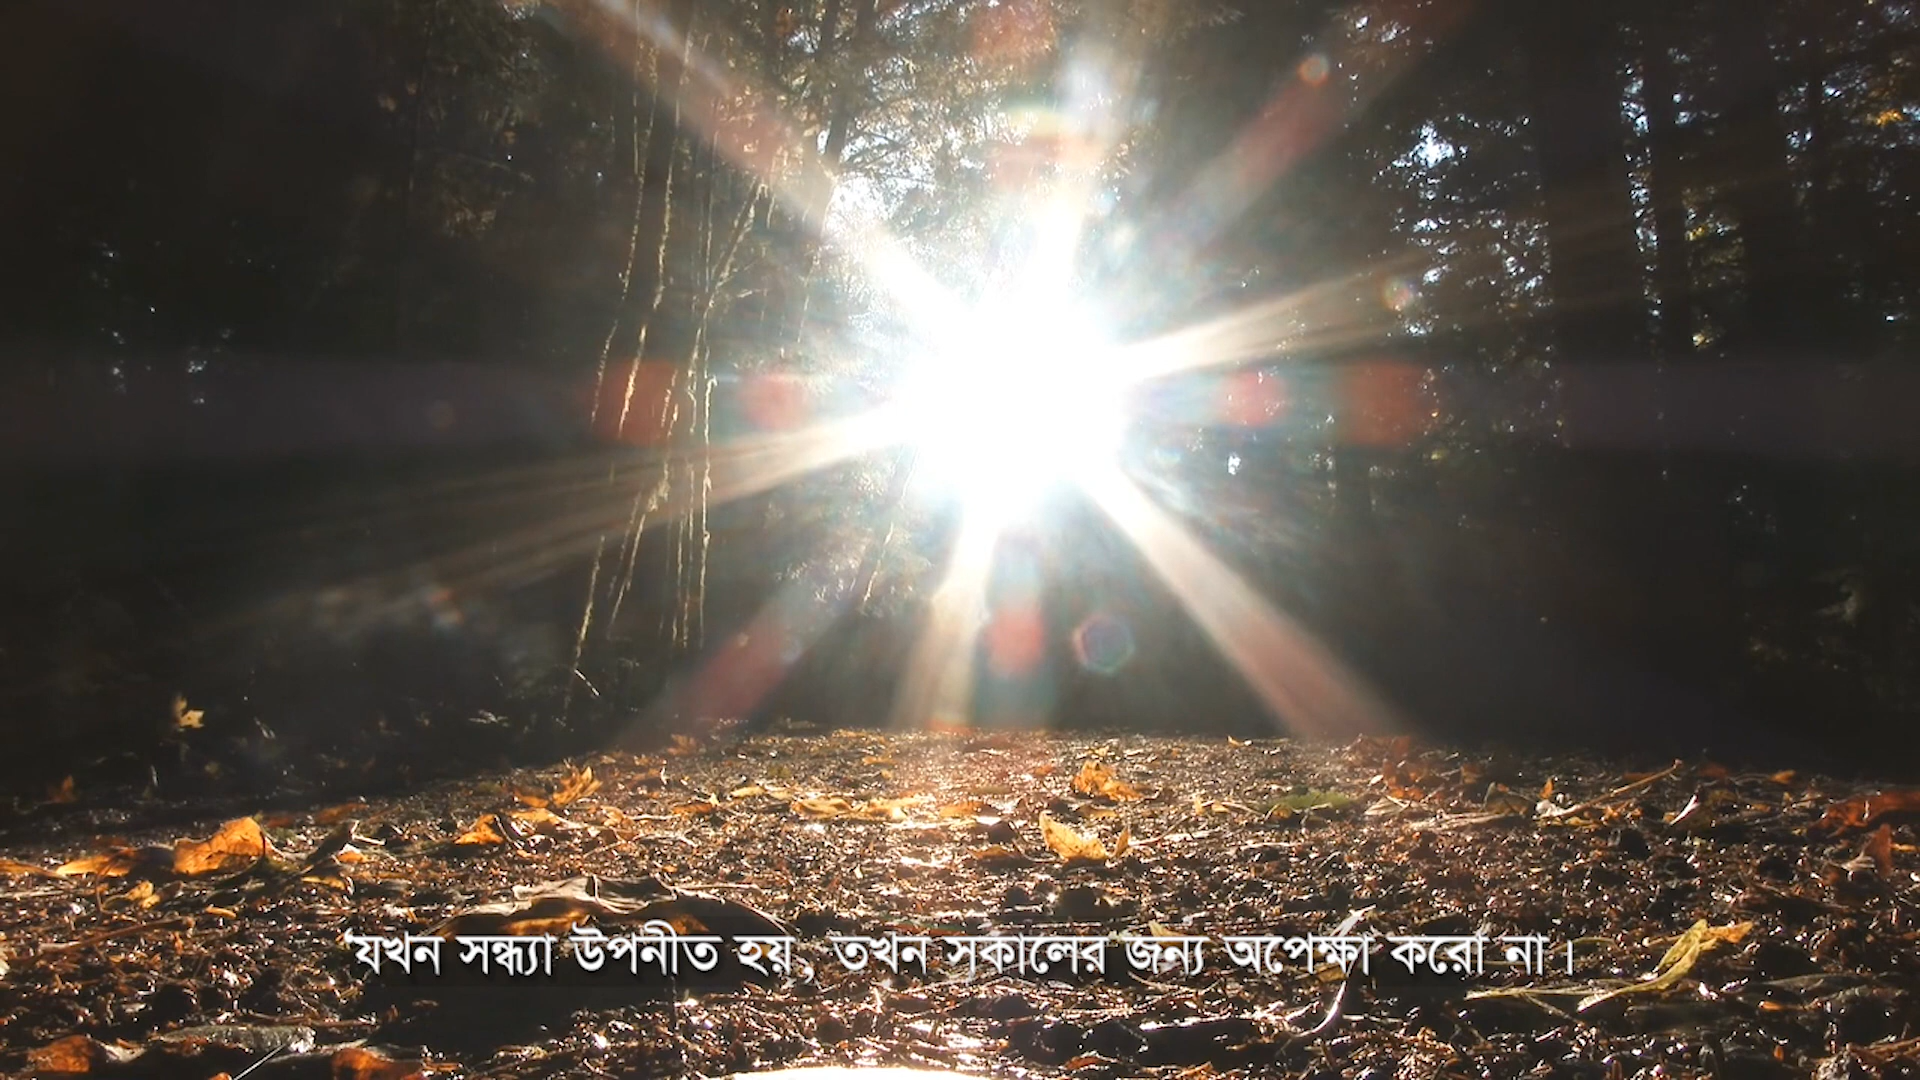 ‘যখন সন্ধ্যা উপনীত হয়, তখন সকালের জন্য অপেক্ষা করো না।